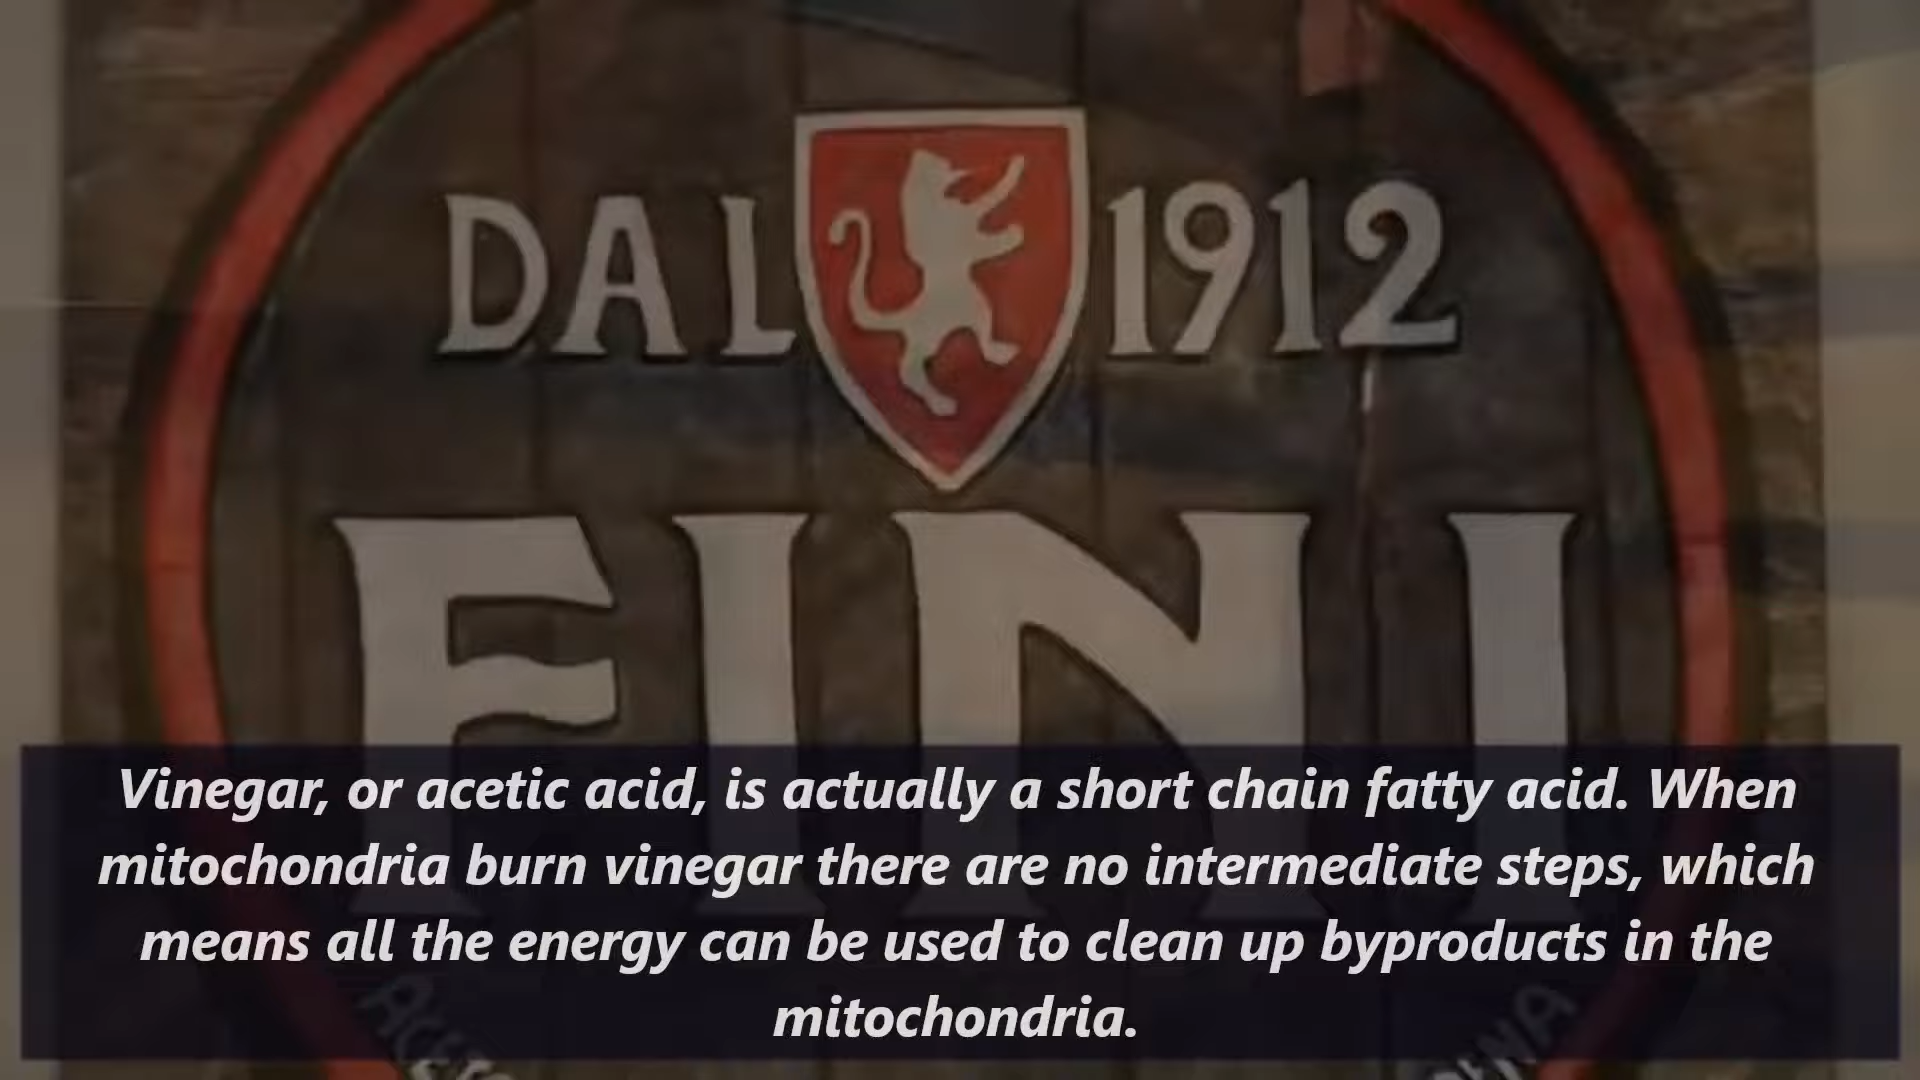 DAL 1912
FINI
Vinegar, or acetic acid, is actually a short chain fatty acid. When
mitochondria burn vinegar there are no intermediate steps, which
means all the energy can be used to clean up byproducts in the
mitochondria.